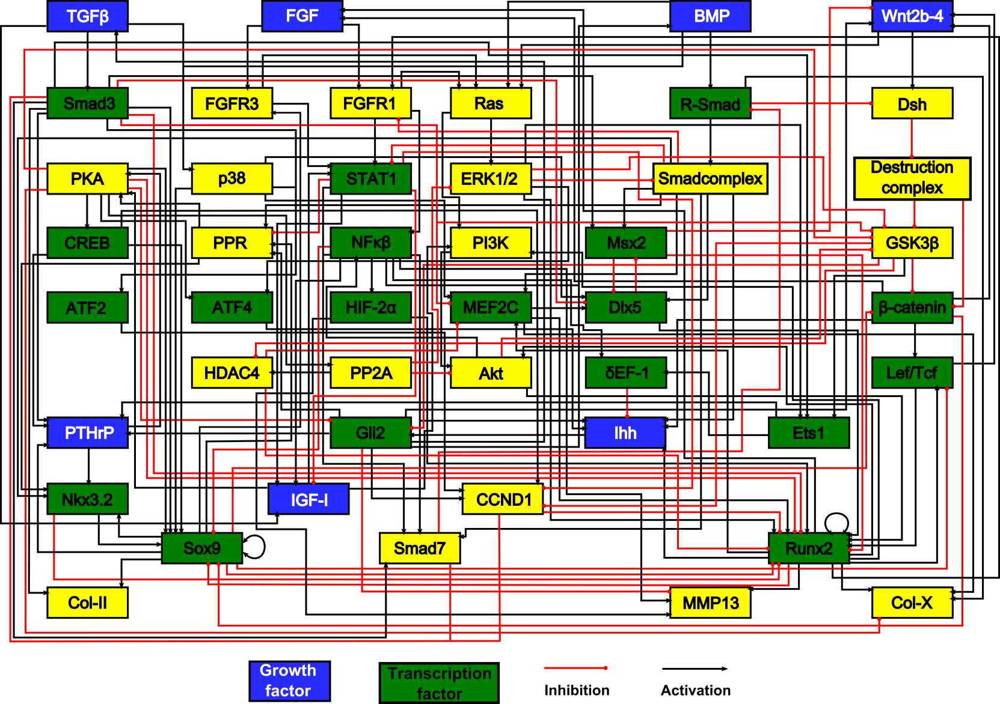 TGFβ
FGF
BMP
Wnt2b-4
Smad3
FGFR3
FGFR1
Ras
R-Smad
Dsh
PKA
p38
STAT1
ERK1/2
Smadcomplex
Destruction
complex
CREB
PPR
NFκβ
PI3K
Msx2
GSK3β
ATF2
ATF4
HIF-2α
MEF2C
Dlx5
β-catenin
HDAC4
PP2A
Akt
δEF-1
Lef/Tcf
PTHrP
Gli2
Ihh
Ets1
Nkx3.2
IGF-I
CCND1
Sox9
Smad7
Runx2
Col-II
MMP13
Col-X
Growth
factor
Transcription
factor
Inhibition
Activation